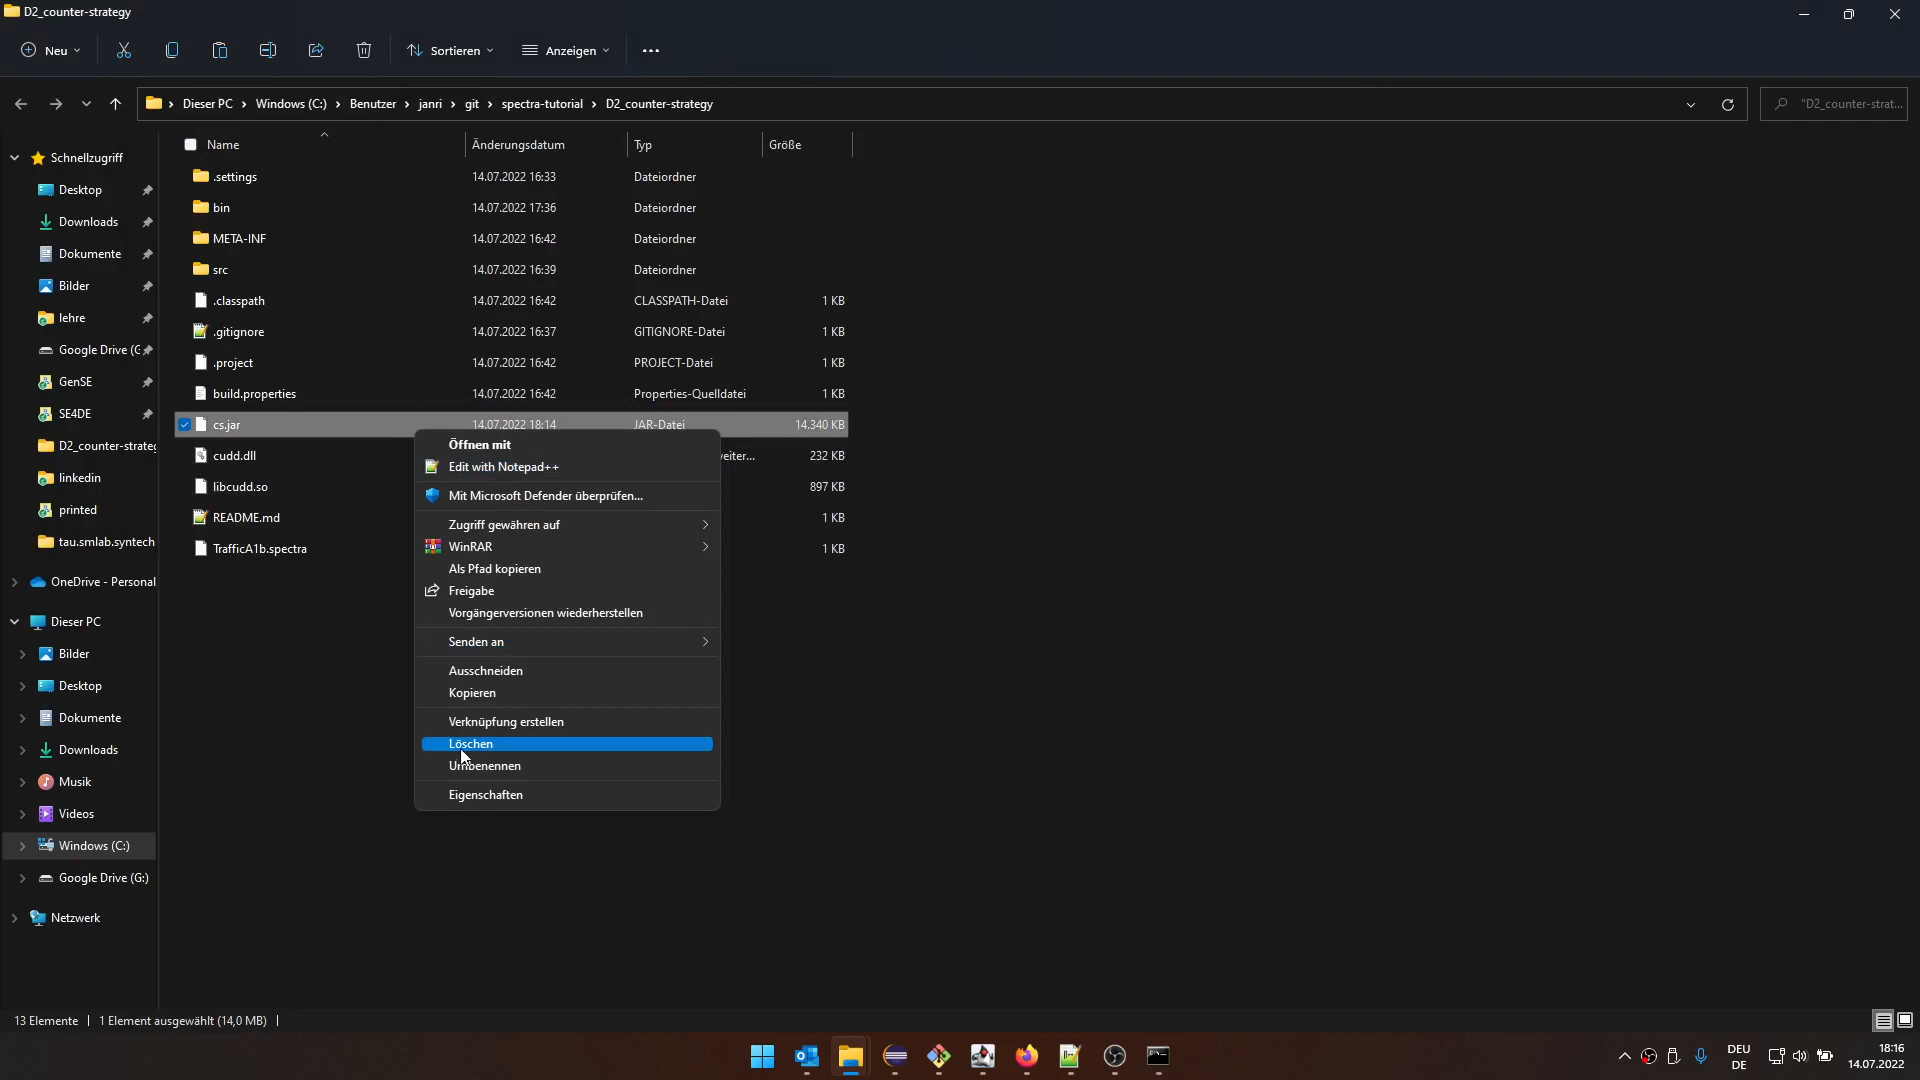 D2_counter-strategy
Neu
Sortieren
Anzeigen
Dieser PC > Windows (C:) > Benutzer > janri > git > spectra-tutorial > D2_counter-strategy
"D2_counter-strat...
Name Änderungsdatum Typ Größe
Schnellzugriff
Desktop
Downloads
Dokumente
Bilder
lehre
Google Drive (G
GenSE
SE4DE
D2_counter-strateg
linkedin
printed
tau.smlab.syntech
OneDrive - Personal
Dieser PC
Bilder
Desktop
Dokumente
Downloads
Musik
Videos
Windows (C:)
Google Drive (G:)
Netzwerk
.settings 14.07.2022 16:33 Dateiordner
bin 14.07.2022 17:36 Dateiordner
META-INF 14.07.2022 16:42 Dateiordner
src 14.07.2022 16:39 Dateiordner
.classpath 14.07.2022 16:42 CLASSPATH-Datei 1 KB
.gitignore 14.07.2022 16:37 GITIGNORE-Datei 1 KB
.project 14.07.2022 16:42 PROJECT-Datei 1 KB
build.properties 14.07.2022 16:42 Properties-Quelldatei 1 KB
cs.jar 14.07.2022 18:14 JAR-Datei 14.340 KB
cudd.dll weiter... 232 KB
libcudd.so 897 KB
README.md 1 KB
TrafficA1b.spectra 1 KB
Öffnen mit
Edit with Notepad++
Mit Microsoft Defender überprüfen...
Zugriff gewähren auf
WinRAR
Als Pfad kopieren
Freigabe
Vorgängerversionen wiederherstellen
Senden an
Ausschneiden
Kopieren
Verknüpfung erstellen
Löschen
Umbenennen
Eigenschaften
13 Elemente | 1 Element ausgewählt (14,0 MB) |
DEU
DE
18:16
14.07.2022